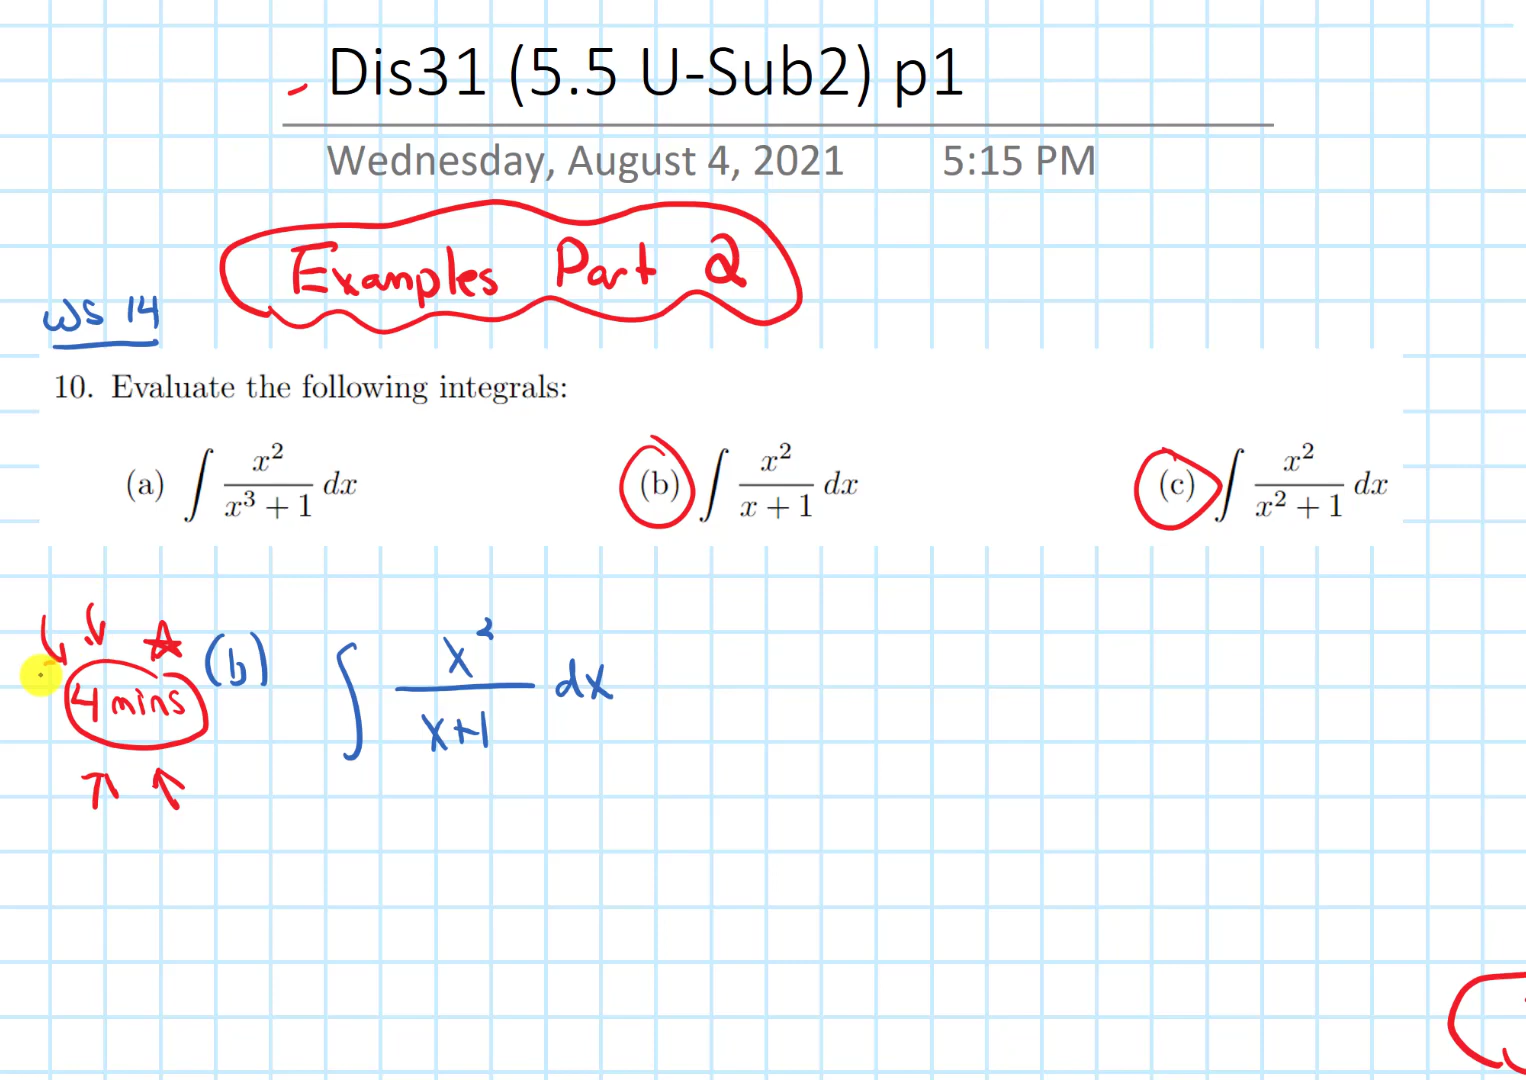 Dis31 (5.5 U-Sub2) p1
Wednesday, August 4, 2021 5:15 PM
Examples Part 2
WS 14
10. Evaluate the following integrals:
(a) ∫ x²/(x³ + 1) dx (b) ∫ x²/(x + 1) dx (c) ∫ x²/(x² + 1) dx
4 mins (b) ∫ x²/(x+1) dx